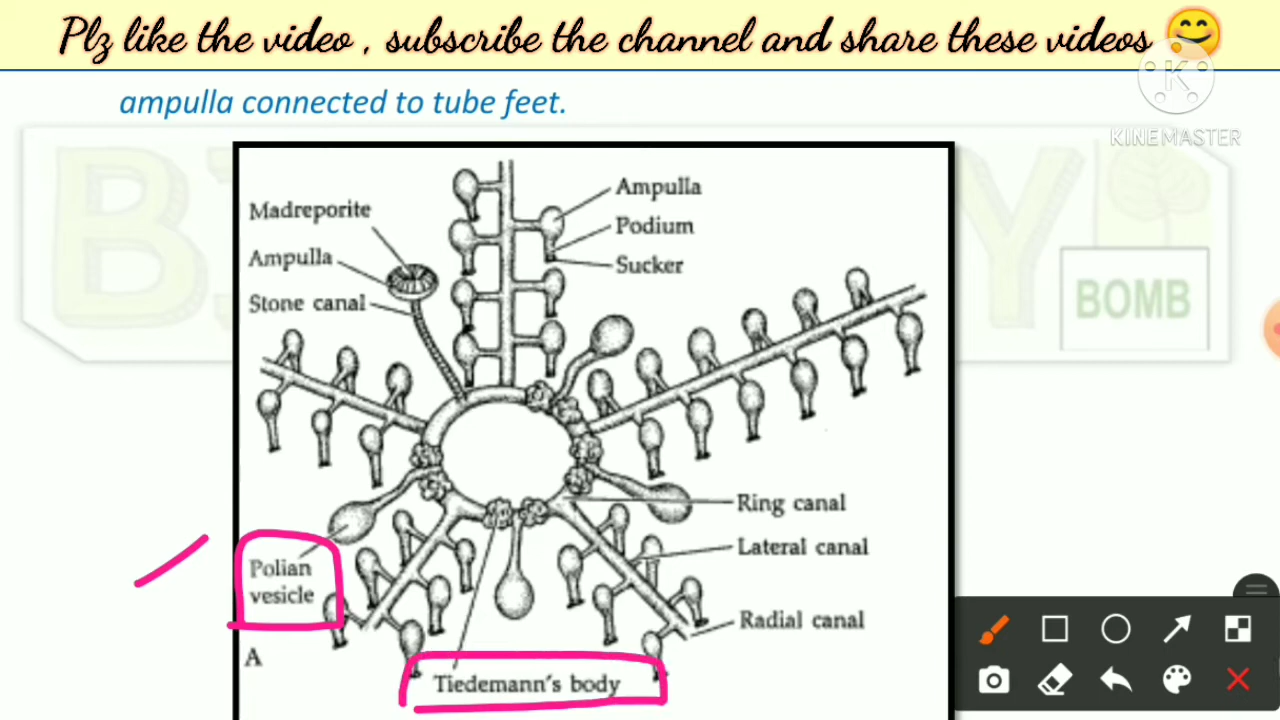 Plz like the video , subscribe the channel and share these videos 😊
K
KINEMASTER
ampulla connected to tube feet.
BOMB
Madreporite
Ampulla
Stone canal
Ampulla
Podium
Sucker
Ring canal
Lateral canal
Radial canal
Polian
vesicle
A
Tiedemann's body